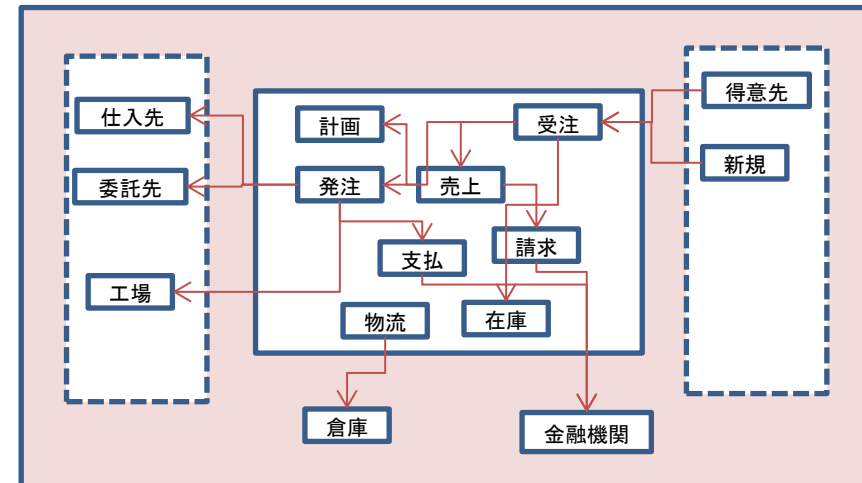 仕入先
委託先
工場
計画
受注
発注
売上
支払
請求
物流
在庫
倉庫
金融機関
得意先
新規